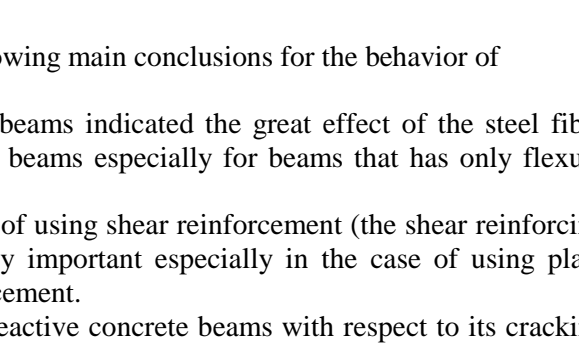 owing main conclusions for the behavior of
beams indicated the great effect of the steel fib
beams especially for beams that has only flexu
of using shear reinforcement (the shear reinforci
y important especially in the case of using pla
cement.
eactive concrete beams with respect to its cracki